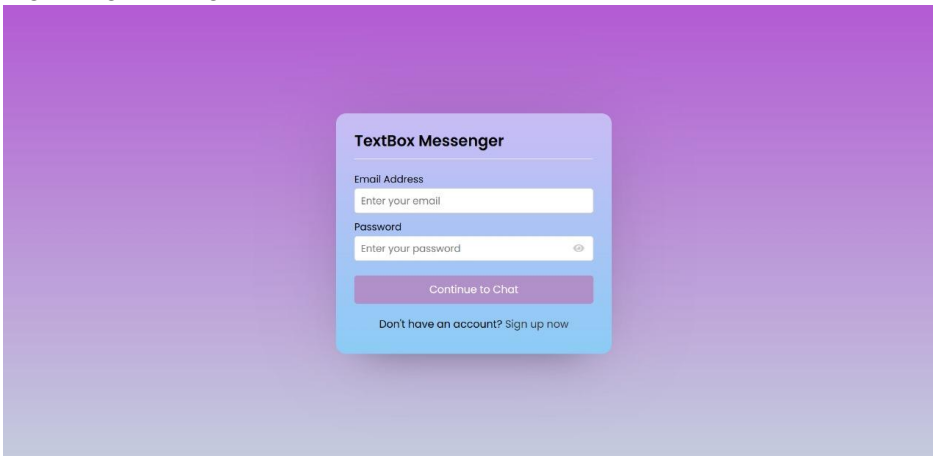 TextBox Messenger
Email Address
Enter your email
Password
Enter your password
Continue to Chat
Don't have an account? Sign up now